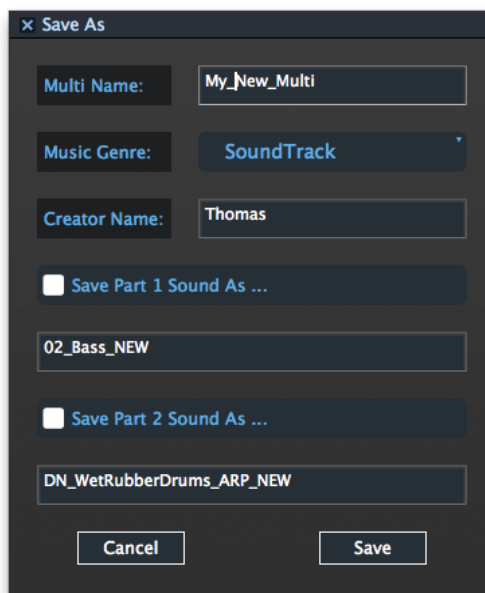 Save As
Multi Name: My_New_Multi
Music Genre: SoundTrack
Creator Name: Thomas
Save Part 1 Sound As ...
02_Bass_NEW
Save Part 2 Sound As ...
DN_WetRubberDrums_ARP_NEW
Cancel Save